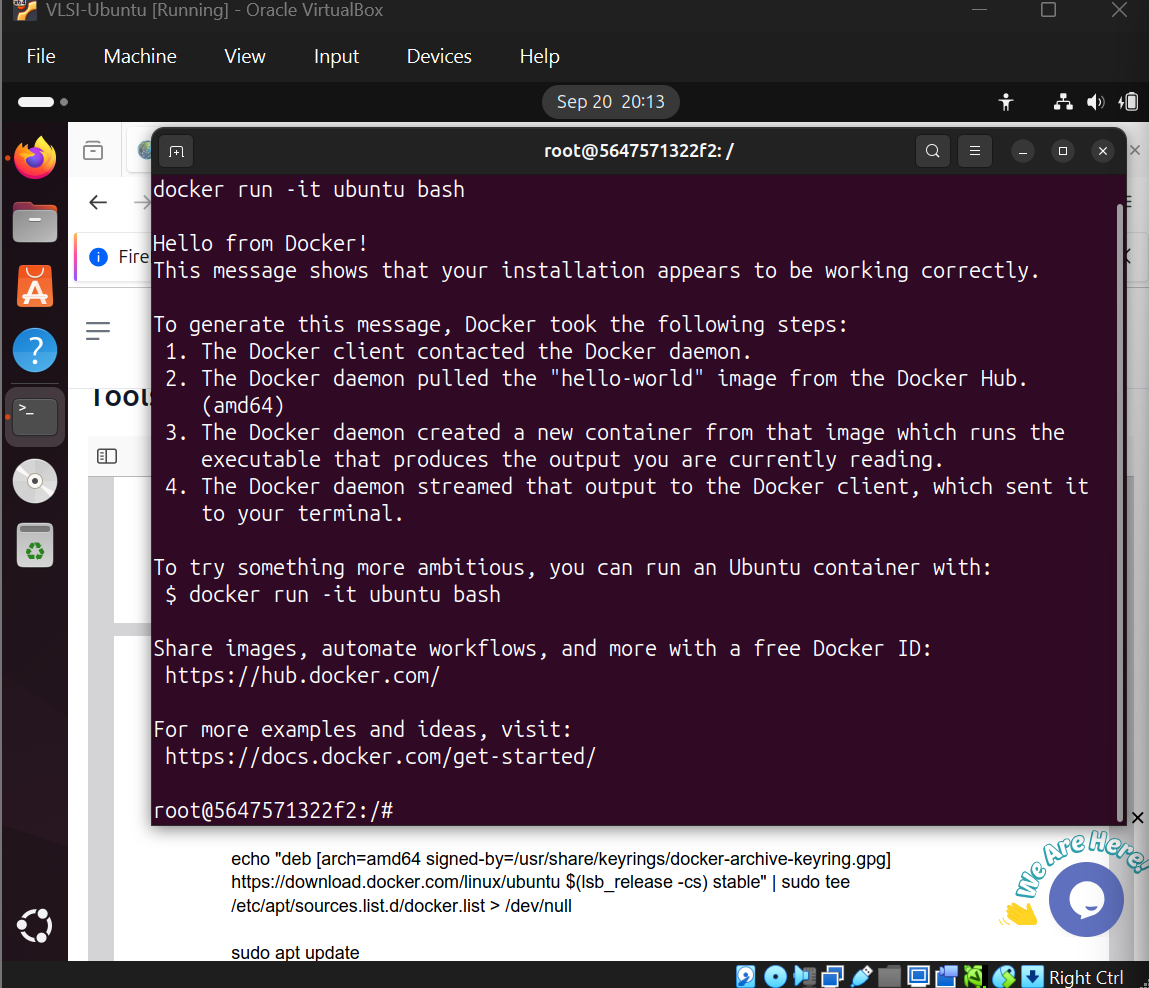 VLSI-Ubuntu [Running] - Oracle VirtualBox
File Machine View Input Devices Help
Sep 20 20:13
root@5647571322f2: /
docker run -it ubuntu bash
Hello from Docker!
Fire
This message shows that your installation appears to be working correctly.
To generate this message, Docker took the following steps:
1. The Docker client contacted the Docker daemon.
2. The Docker daemon pulled the "hello-world" image from the Docker Hub.
(amd64)
Tools
3. The Docker daemon created a new container from that image which runs the
executable that produces the output you are currently reading.
4. The Docker daemon streamed that output to the Docker client, which sent it
to your terminal.
To try something more ambitious, you can run an Ubuntu container with:
$ docker run -it ubuntu bash
Share images, automate workflows, and more with a free Docker ID:
https://hub.docker.com/
For more examples and ideas, visit:
https://docs.docker.com/get-started/
root@5647571322f2:/#
We Are Here!
echo "deb [arch=amd64 signed-by=/usr/share/keyrings/docker-archive-keyring.gpg]
https://download.docker.com/linux/ubuntu $(lsb_release -cs) stable" | sudo tee
/etc/apt/sources.list.d/docker.list > /dev/null
sudo apt update
Right Ctrl